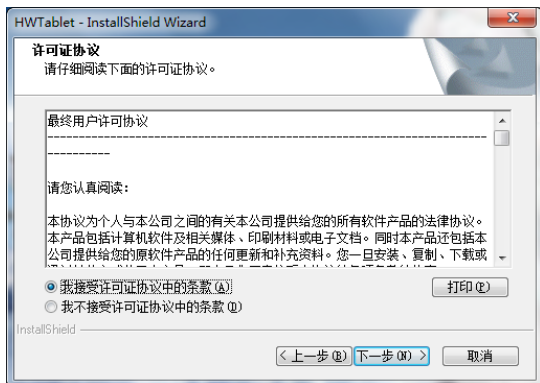 HWTablet - InstallShield Wizard
许可证协议
请仔细阅读下面的许可证协议。
最终用户许可协议
--------------------------------------------------------------------------------
----------
请您认真阅读：
本协议为个人与本公司之间的有关本公司提供给您的所有软件产品的法律协议。
本产品包括计算机软件及相关媒体、印刷材料或电子文档。同时本产品还包括本
公司提供给您的原软件产品的任何更新和补充资料。您一旦安装、复制、下载或
我接受许可证协议中的条款(A)
打印(P)
我不接受许可证协议中的条款(D)
InstallShield
< 上一步(B)
下一步(N) >
取消